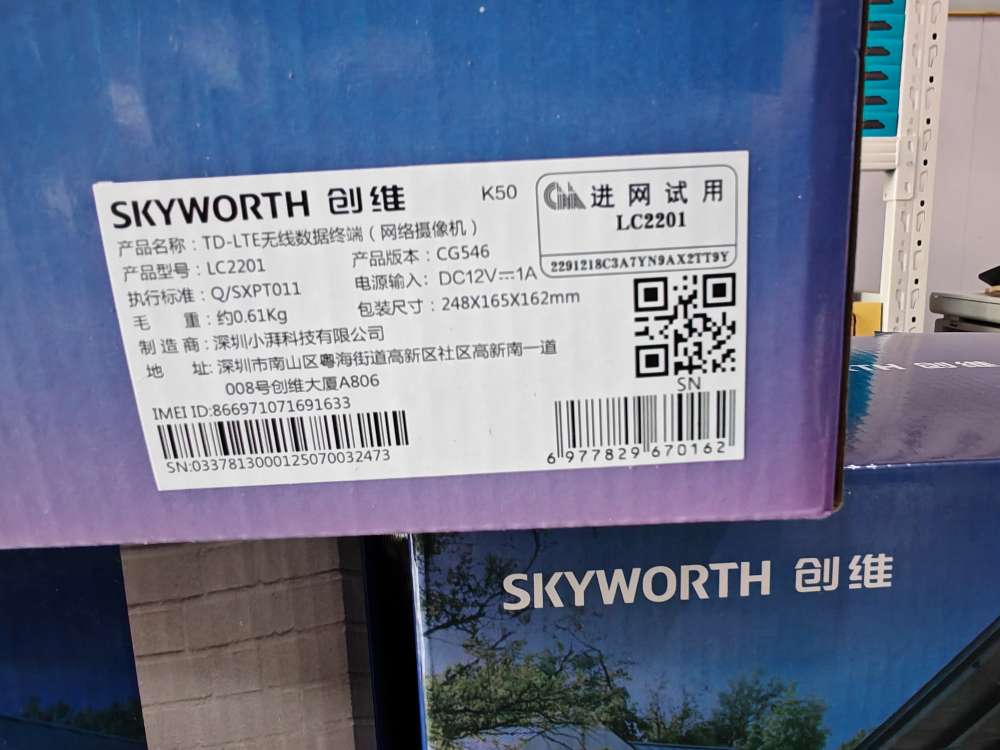 SKYWORTH 创维 K50
产品名称：TD-LTE无线数据终端（网络摄像机）
产品型号：LC2201 产品版本：CG546
执行标准：Q/SXPT011 电源输入：DC12V⎓1A
毛 重：约0.61Kg 包装尺寸：248X165X162mm
制造商：深圳小湃科技有限公司
地 址：深圳市南山区粤海街道高新区社区高新南一道
008号创维大厦A806
IMEI ID:866971071691633
SN:0337813000125070032473
进网试用
LC2201
2291218C3A7YN9AX2TT9Y
SN
6 977829 670162
SKYWORTH 创维